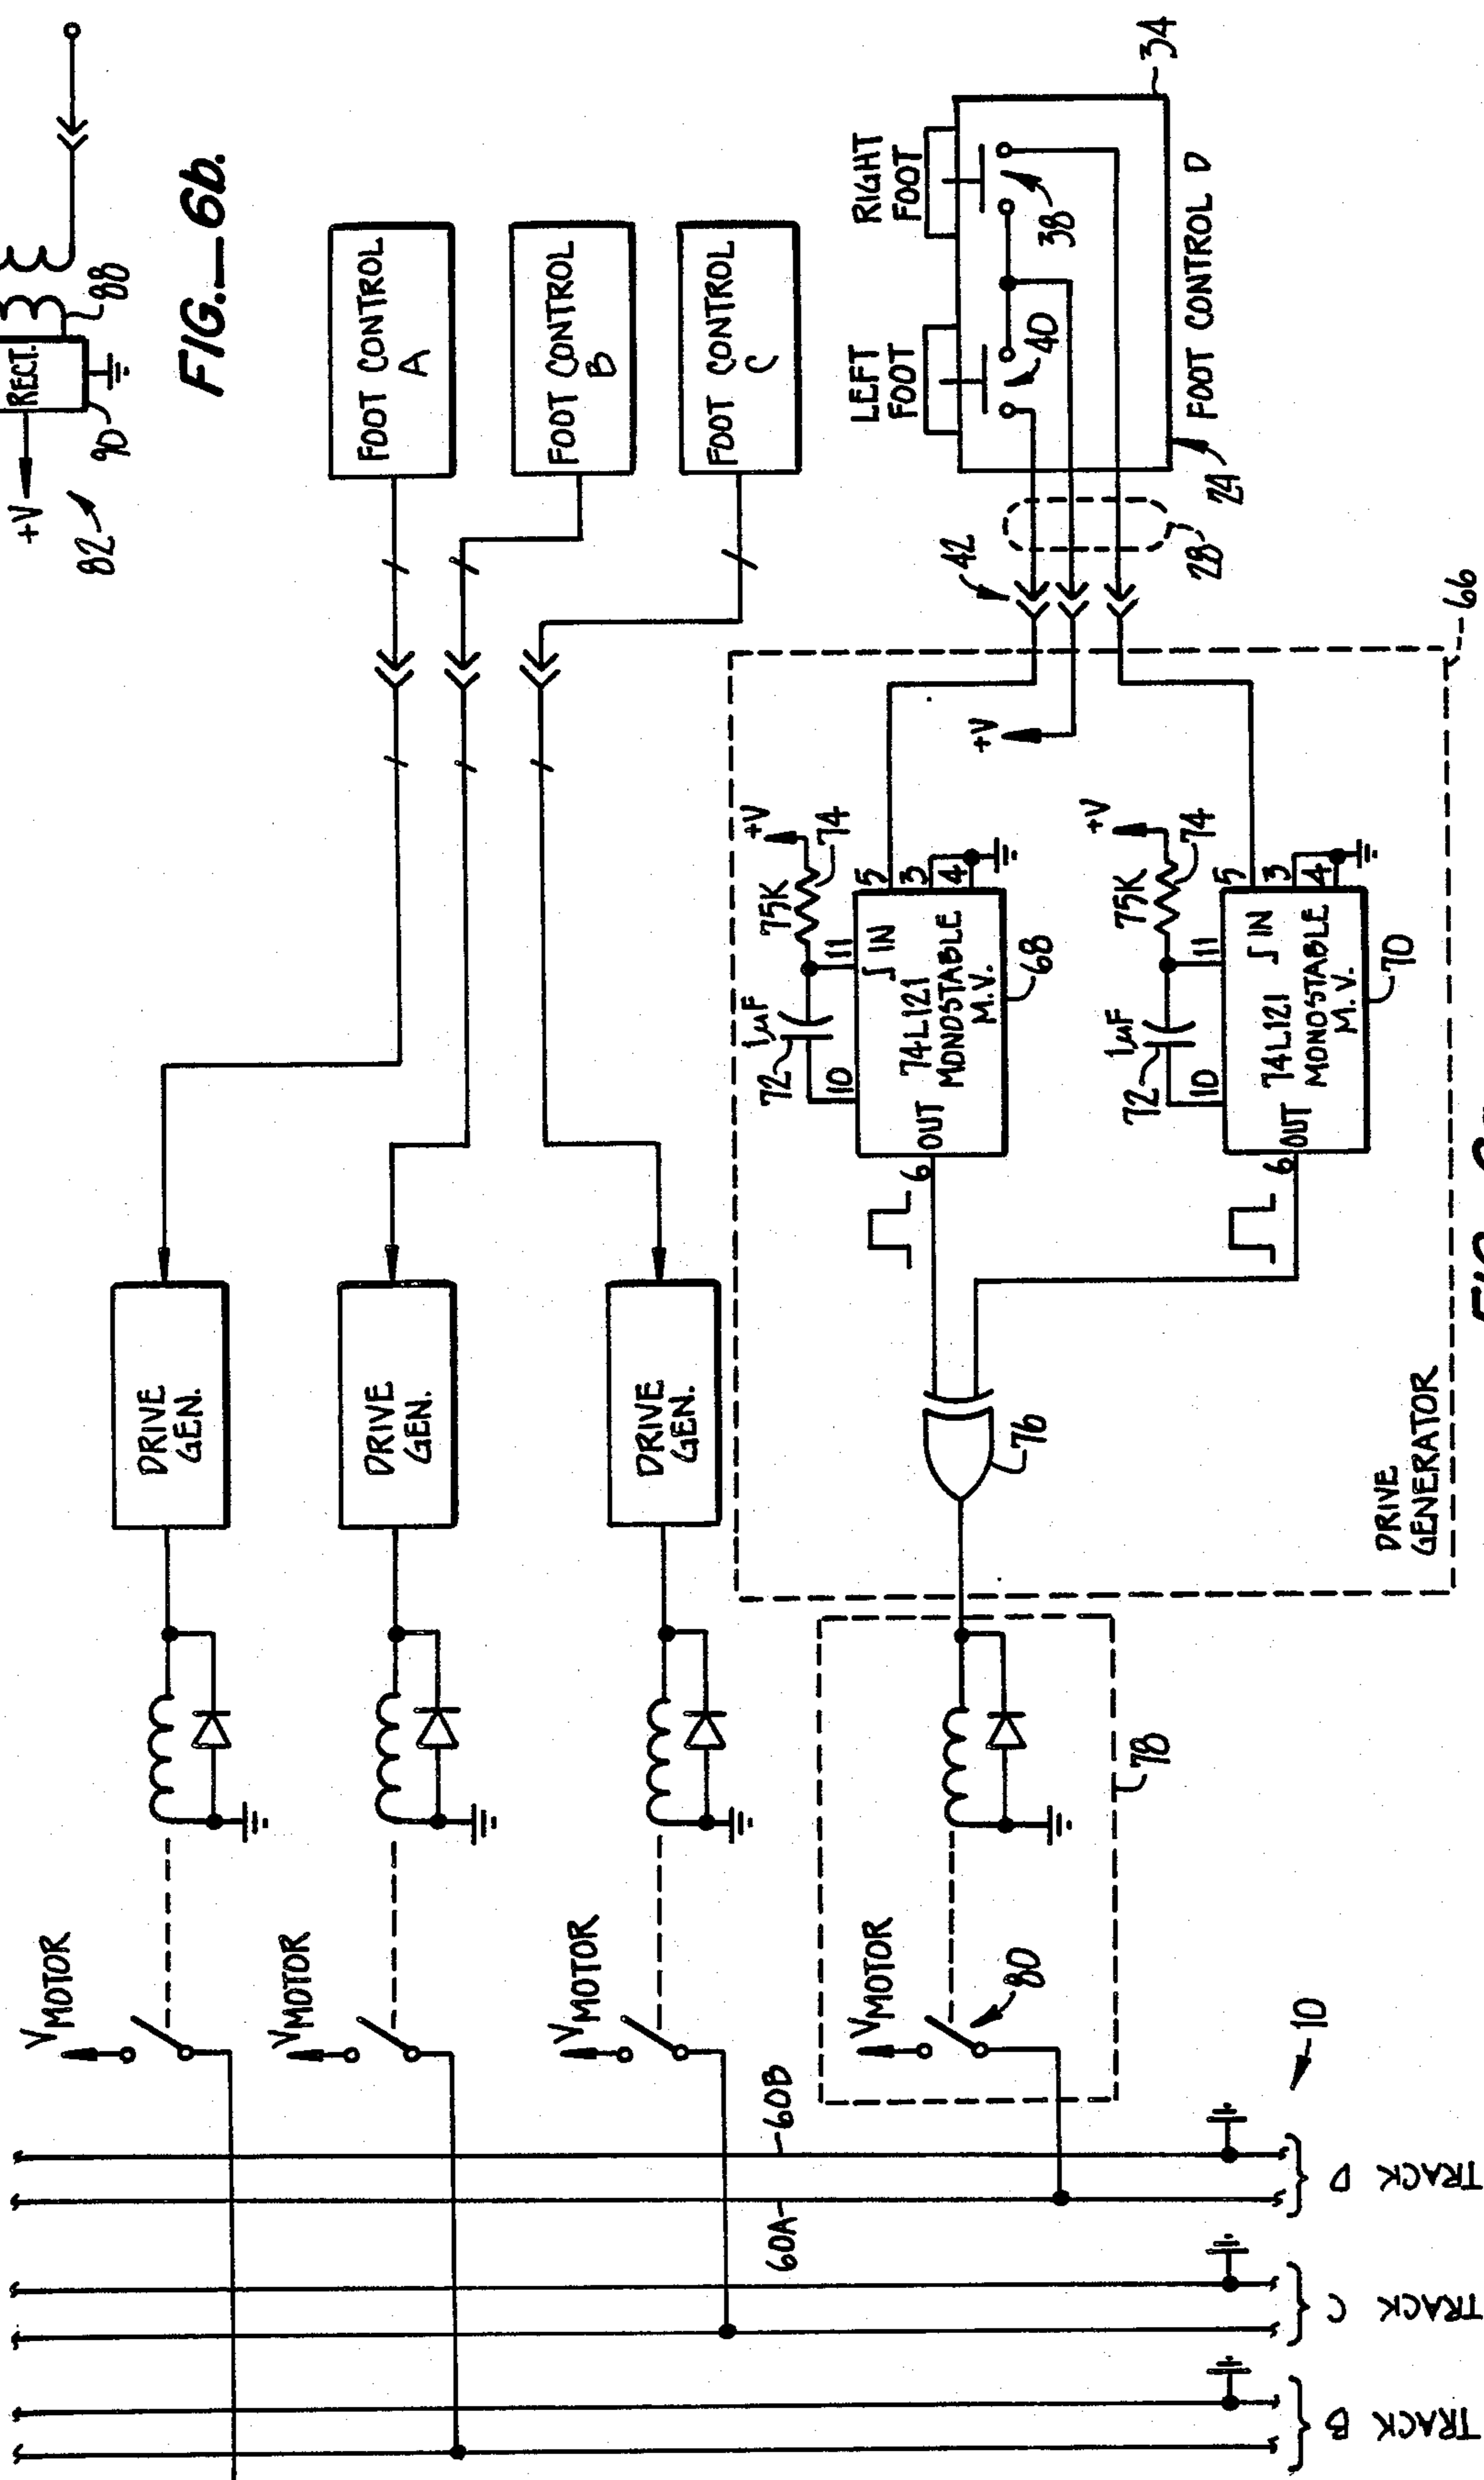 +V
RECT.
88
90
82
FIG.—6b.
FOOT CONTROL
A
FOOT CONTROL
B
FOOT CONTROL
C
RIGHT
FOOT
LEFT
FOOT
38
40
34
FOOT CONTROL D
24
28
42
66
DRIVE
GEN.
DRIVE
GEN.
DRIVE
GEN.
+V
+V
75K
74
1µF
72
10
11
5
3
4
IN
74L121
MONOSTABLE
M.V.
OUT
6
68
+V
75K
74
1µF
72
10
11
5
3
4
IN
74L121
MONOSTABLE
M.V.
OUT
6
70
76
DRIVE
GENERATOR
78
VMOTOR
VMOTOR
VMOTOR
VMOTOR
80
60B
60A
10
TRACK D
TRACK C
TRACK B